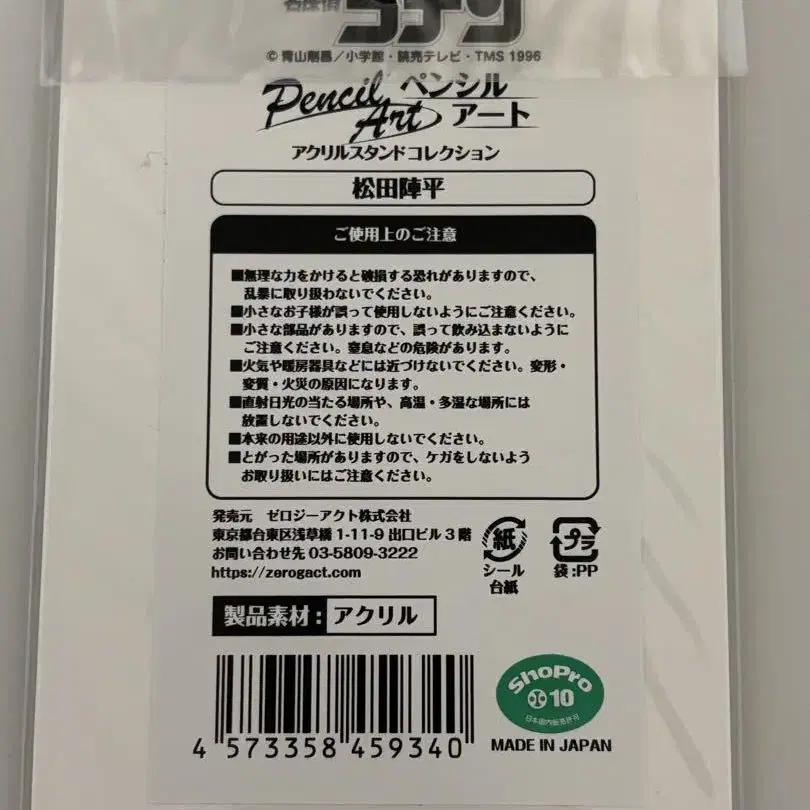 名探偵
コナン
© 青山剛昌／小学館・読売テレビ・TMS 1996
Pencil Art ペンシルアート
アクリルスタンドコレクション
松田陣平
ご使用上のご注意
■無理な力をかけると破損する恐れがありますので、
乱暴に取り扱わないでください。
■小さなお子様が誤って使用しないようにご注意ください。
■小さな部品がありますので、誤って飲み込まないように
ご注意ください。窒息などの危険があります。
■火気や暖房器具などには近づけないでください。変形・
変質・火災の原因になります。
■直射日光の当たる場所や、高温・多湿な場所には
放置しないでください。
■本来の用途以外に使用しないでください。
■とがった場所がありますので、ケガをしないよう
お取り扱いにはご注意ください。
発売元　ゼロジーアクト株式会社
東京都台東区浅草橋 1-11-9 出口ビル 3 階
お問い合わせ先 03-5809-3222
https://zerogact.com
紙
シール
台紙
プラ
袋:PP
製品素材：アクリル
4 573358 459340
ShoPro
10
日本国内販売許可
MADE IN JAPAN